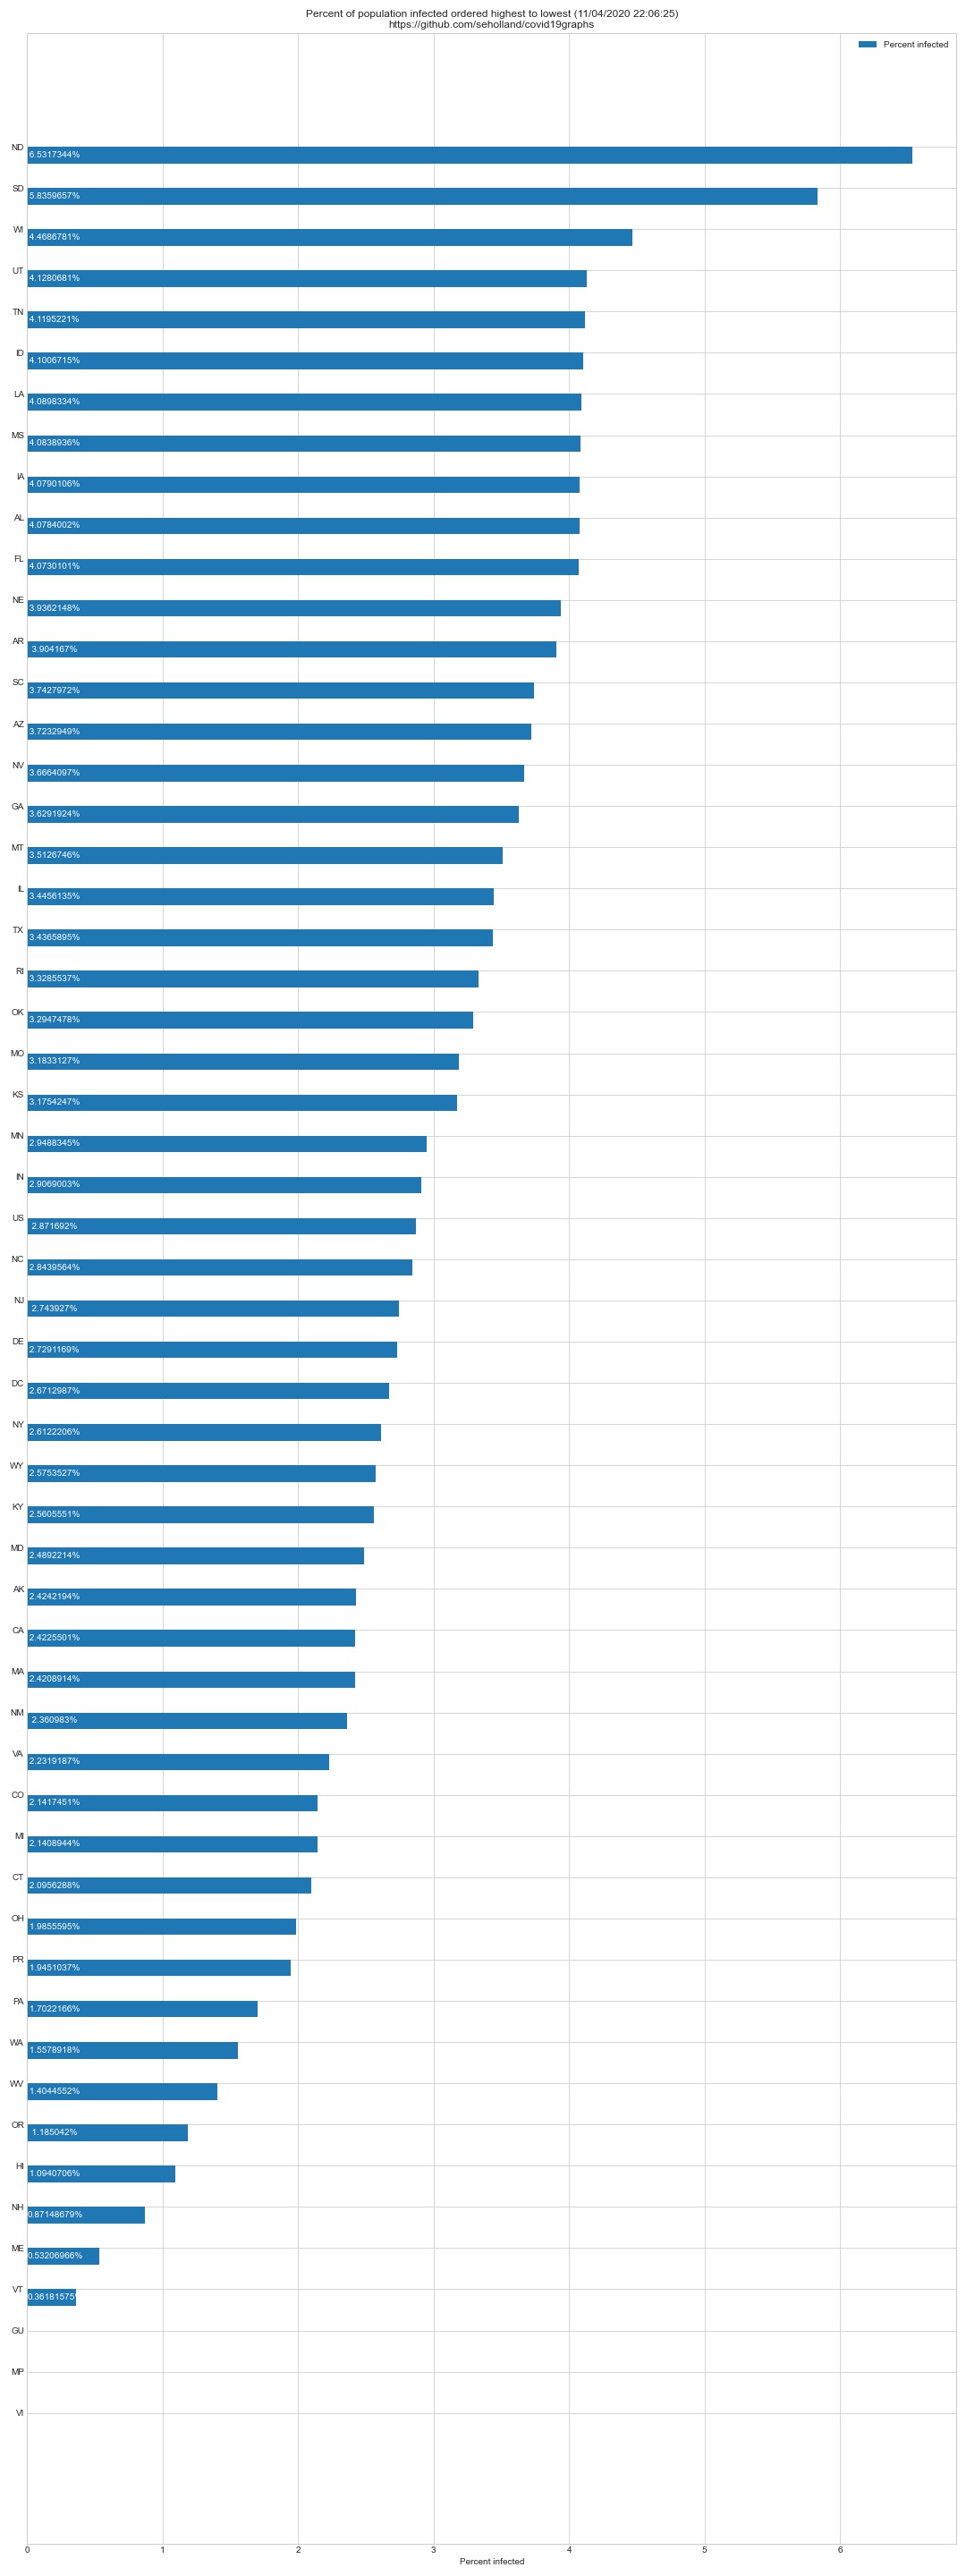 Percent of population infected ordered highest to lowest (11/04/2020 22:06:25)
https://github.com/seholland/covid19graphs
Percent infected
ND 6.5317344%
SD 5.8359657%
WI 4.4686781%
UT 4.1280681%
TN 4.1195221%
ID 4.1006715%
LA 4.0898334%
MS 4.0838936%
IA 4.0790106%
AL 4.0784002%
FL 4.0730101%
NE 3.9362148%
AR 3.904167%
SC 3.7427972%
AZ 3.7232949%
NV 3.6664097%
GA 3.6291924%
MT 3.5126746%
IL 3.4456135%
TX 3.4365895%
RI 3.3285537%
OK 3.2947478%
MO 3.1833127%
KS 3.1754247%
MN 2.9488345%
IN 2.9069003%
US 2.871692%
NC 2.8439564%
NJ 2.743927%
DE 2.7291169%
DC 2.6712987%
NY 2.6122206%
WY 2.5753527%
KY 2.5605551%
MD 2.4892214%
AK 2.4242194%
CA 2.4225501%
MA 2.4208914%
NM 2.360983%
VA 2.2319187%
CO 2.1417451%
MI 2.1408944%
CT 2.0956288%
OH 1.9855595%
PR 1.9451037%
PA 1.7022166%
WA 1.5578918%
WV 1.4044552%
OR 1.185042%
HI 1.0940706%
NH 0.87148679%
ME 0.53206966%
VT 0.36181575%
GU
MP
VI
0 1 2 3 4 5 6
Percent infected